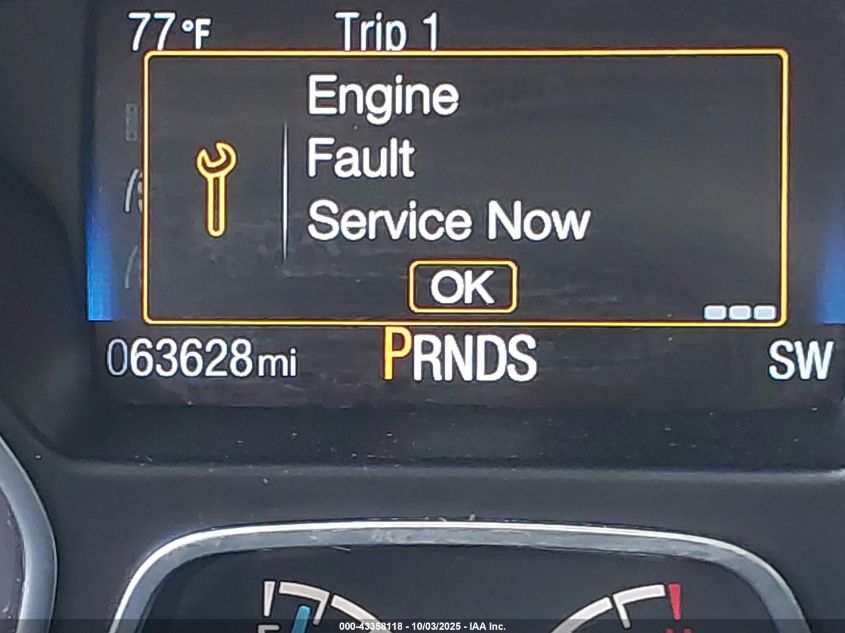 77°F Trip 1
Engine
Fault
Service Now
OK
063628mi PRNDS SW
000-43358118 - 10/03/2025 - IAA Inc.